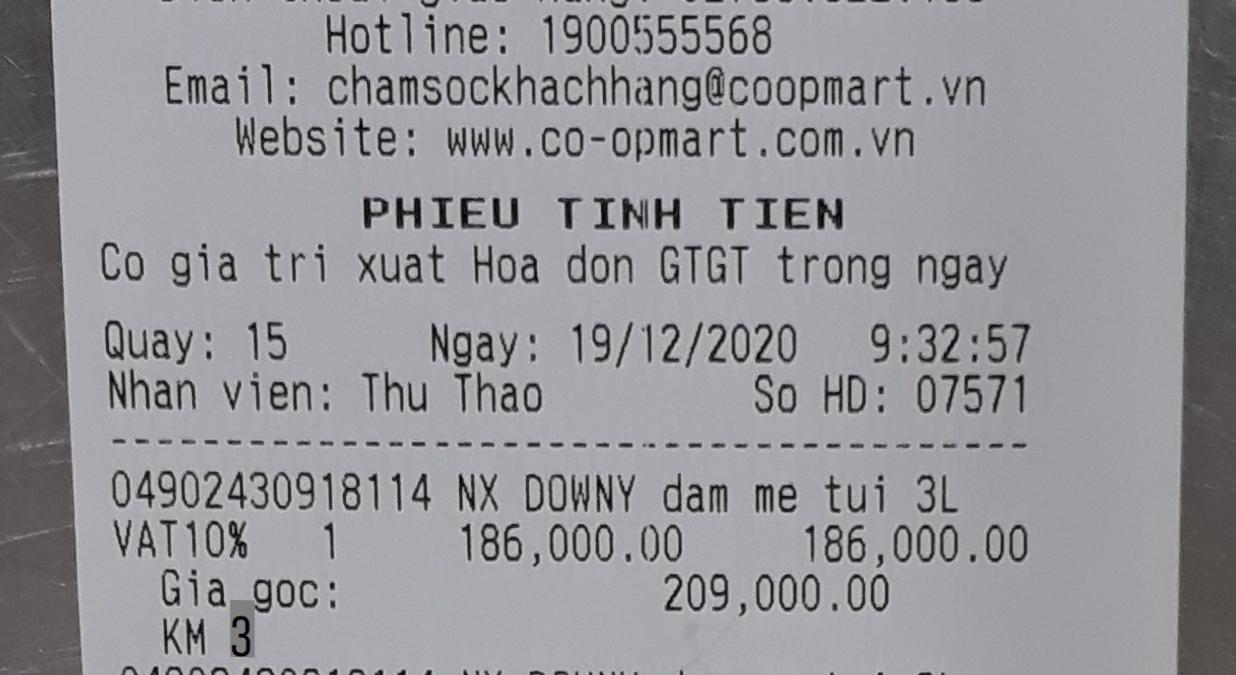 Hotline: 1900555568
Email: chamsockhachhang@coopmart.vn
Website: www.co-opmart.com.vn
PHIEU TINH TIEN
Co gia tri xuat Hoa don GTGT trong ngay
Quay: 15 Ngay: 19/12/2020 9:32:57
Nhan vien: Thu Thao So HD: 07571
04902430918114 NX DOWNY dam me tui 3L
VAT10% 1 186,000.00 186,000.00
Gia goc: 209,000.00
KM 3